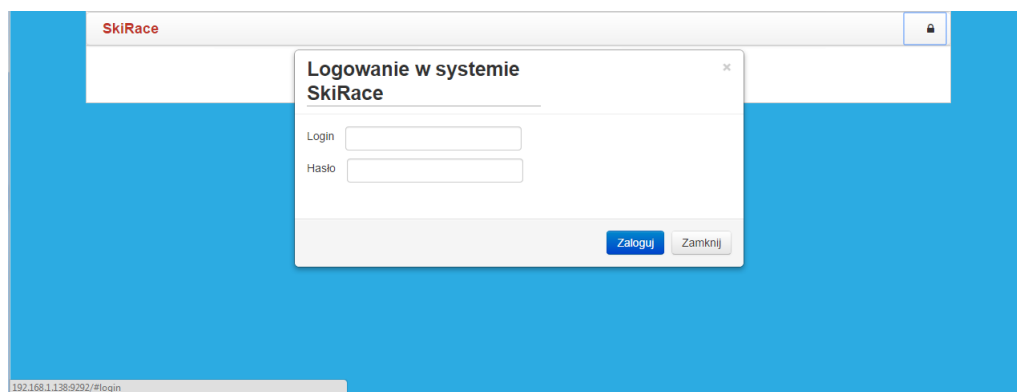 SkiRace
Logowanie w systemie
SkiRace
×
Login
Hasło
Zaloguj
Zamknij
192.168.1.138:9292/#login